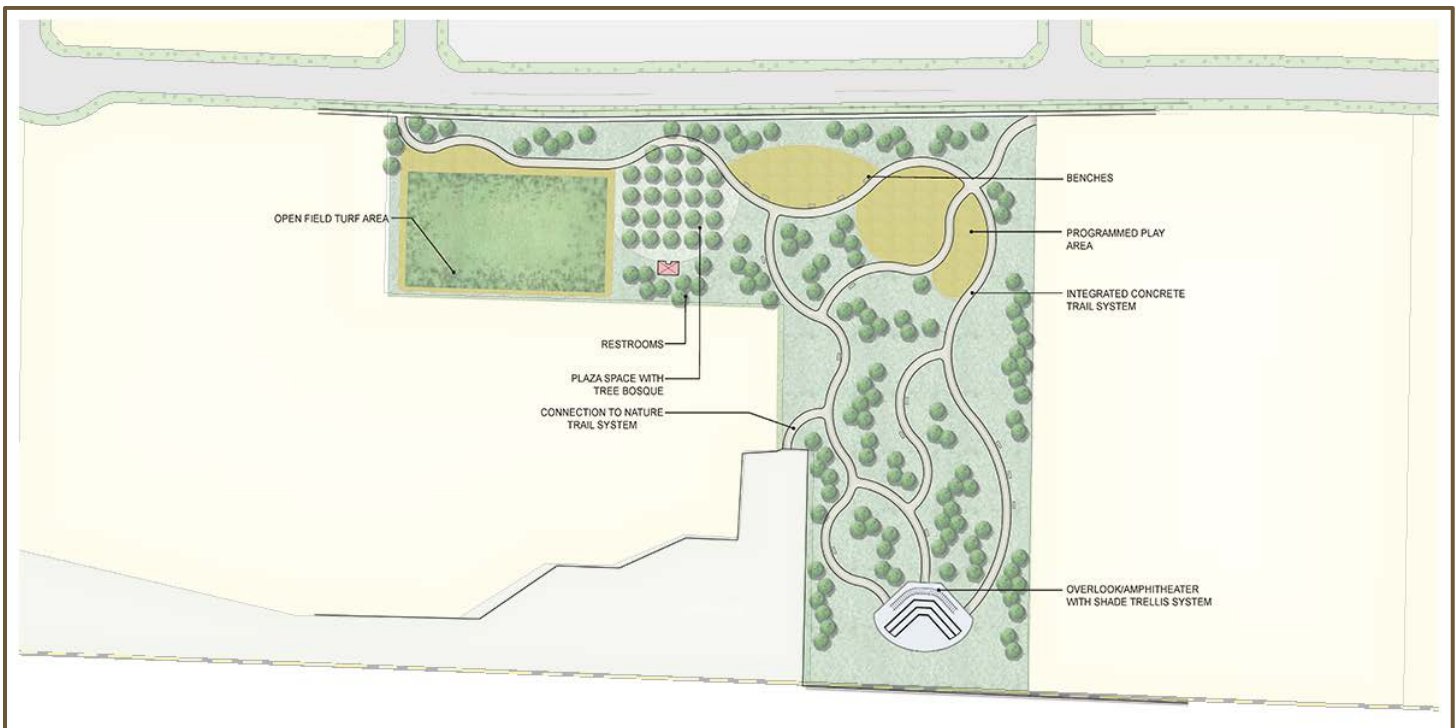 BENCHES
OPEN FIELD TURF AREA
PROGRAMMED PLAY
AREA
INTEGRATED CONCRETE
TRAIL SYSTEM
RESTROOMS
PLAZA SPACE WITH
TREE BOSQUE
CONNECTION TO NATURE
TRAIL SYSTEM
OVERLOOK/AMPHITHEATER
WITH SHADE TRELLIS SYSTEM